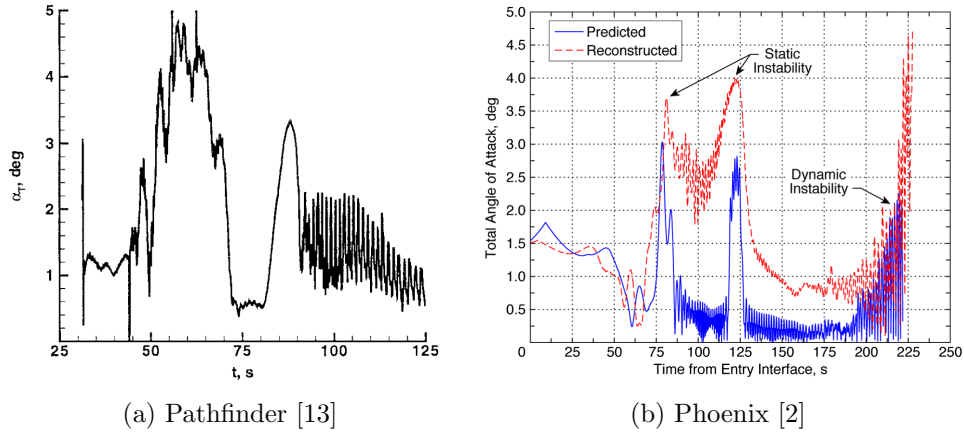 5
4
3
2
1
α_T, deg
25
50
75
100
125
t, s
(a) Pathfinder [13]
5.0
4.5
4.0
3.5
3.0
2.5
2.0
1.5
1.0
0.5
Total Angle of Attack, deg
Predicted
Reconstructed
Static
Instability
Dynamic
Instability
0
25
50
75
100
125
150
175
200
225
250
Time from Entry Interface, s
(b) Phoenix [2]